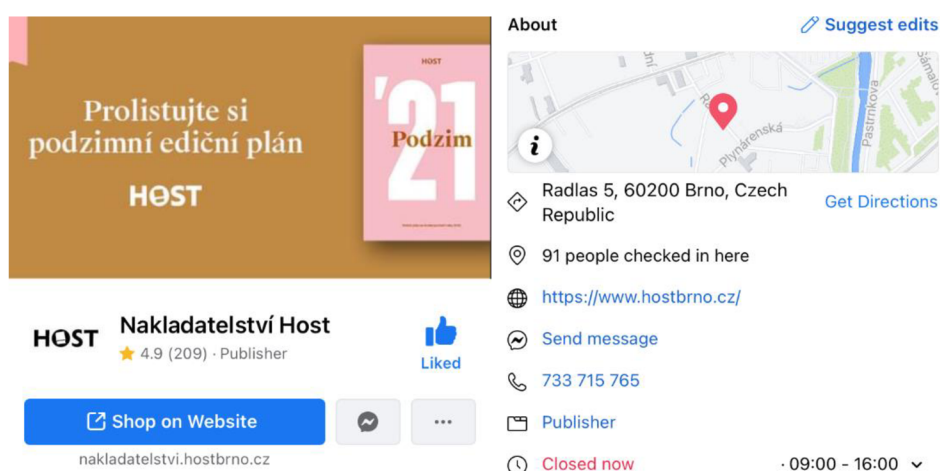 Prolistujte si
podzimní ediční plán
HOST
HOST
'21
Podzim
HOST
Nakladatelství Host
4.9 (209) · Publisher
Liked
Shop on Website
nakladatelstvi.hostbrno.cz
About
Suggest edits
Plynárenská
Pastrnkova
Radlas 5, 60200 Brno, Czech
Republic
Get Directions
91 people checked in here
https://www.hostbrno.cz/
Send message
733 715 765
Publisher
Closed now
· 09:00 - 16:00